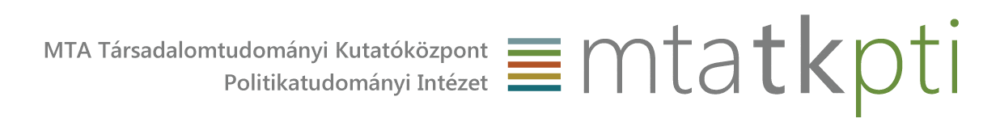 MTA Társadalomtudományi Kutatóközpont
Politikatudományi Intézet
mtatkpti